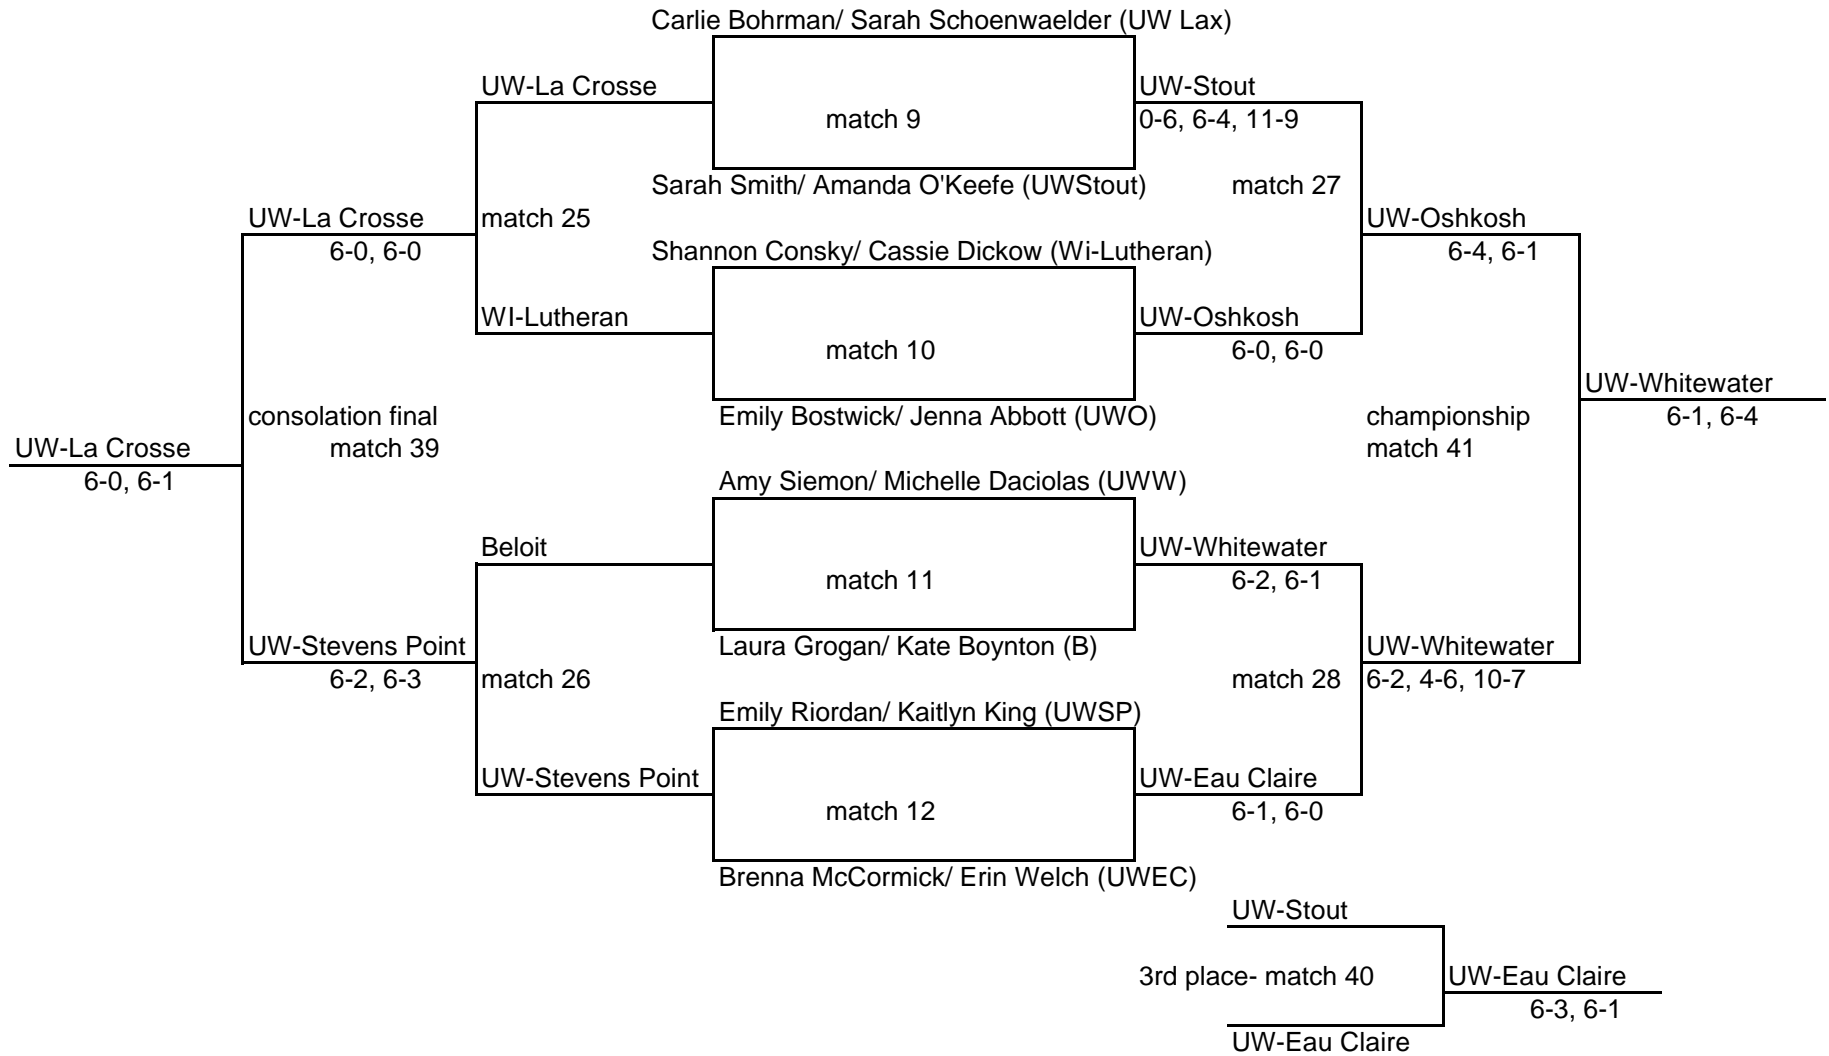 Carlie Bohrman/ Sarah Schoenwaelder (UW Lax)
UW-La Crosse
UW-Stout
match 9
0-6, 6-4, 11-9
Sarah Smith/ Amanda O'Keefe (UWStout)
match 27
UW-La Crosse
match 25
UW-Oshkosh
6-0, 6-0
Shannon Consky/ Cassie Dickow (Wi-Lutheran)
6-4, 6-1
WI-Lutheran
UW-Oshkosh
match 10
6-0, 6-0
UW-Whitewater
consolation final
Emily Bostwick/ Jenna Abbott (UWO)
championship
6-1, 6-4
UW-La Crosse
match 39
match 41
6-0, 6-1
Amy Siemon/ Michelle Daciolas (UWW)
Beloit
UW-Whitewater
match 11
6-2, 6-1
UW-Stevens Point
Laura Grogan/ Kate Boynton (B)
UW-Whitewater
6-2, 6-3
match 26
match 28
6-2, 4-6, 10-7
Emily Riordan/ Kaitlyn King (UWSP)
UW-Stevens Point
UW-Eau Claire
match 12
6-1, 6-0
Brenna McCormick/ Erin Welch (UWEC)
UW-Stout
3rd place- match 40
UW-Eau Claire
6-3, 6-1
UW-Eau Claire